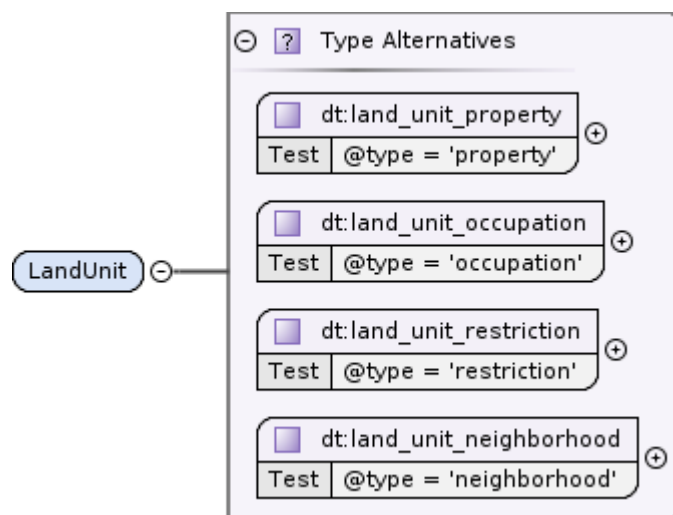 ? Type Alternatives
dt:land_unit_property
Test @type = 'property'
dt:land_unit_occupation
Test @type = 'occupation'
LandUnit
dt:land_unit_restriction
Test @type = 'restriction'
dt:land_unit_neighborhood
Test @type = 'neighborhood'